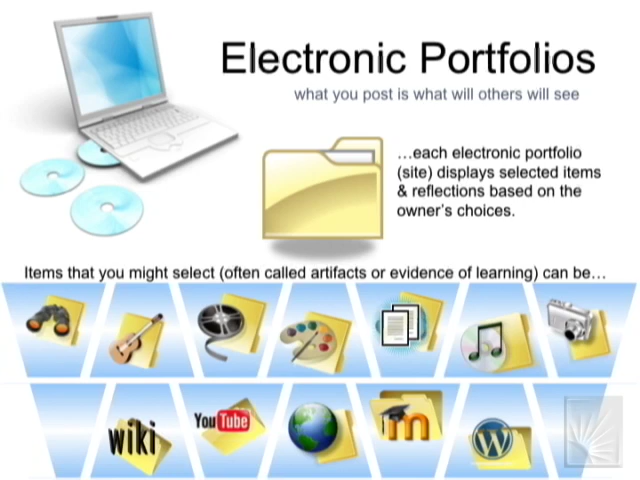 Electronic Portfolios
what you post is what will others will see
...each electronic portfolio
(site) displays selected items
& reflections based on the
owner's choices.
Items that you might select (often called artifacts or evidence of learning) can be...
wiki
YouTube
m
W